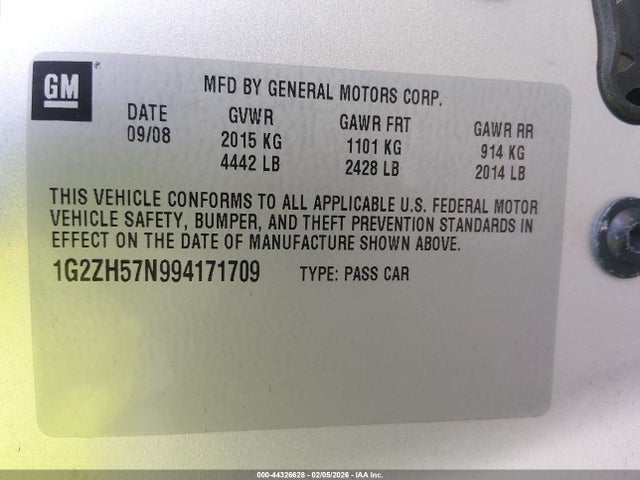 GM
MFD BY GENERAL MOTORS CORP.
DATE GVWR GAWR FRT GAWR RR
09/08 2015 KG 1101 KG 914 KG
4442 LB 2428 LB 2014 LB
THIS VEHICLE CONFORMS TO ALL APPLICABLE U.S. FEDERAL MOTOR
VEHICLE SAFETY, BUMPER, AND THEFT PREVENTION STANDARDS IN
EFFECT ON THE DATE OF MANUFACTURE SHOWN ABOVE.
1G2ZH57N994171709 TYPE: PASS CAR
000-44326628 - 02/05/2026 - IAA Inc.